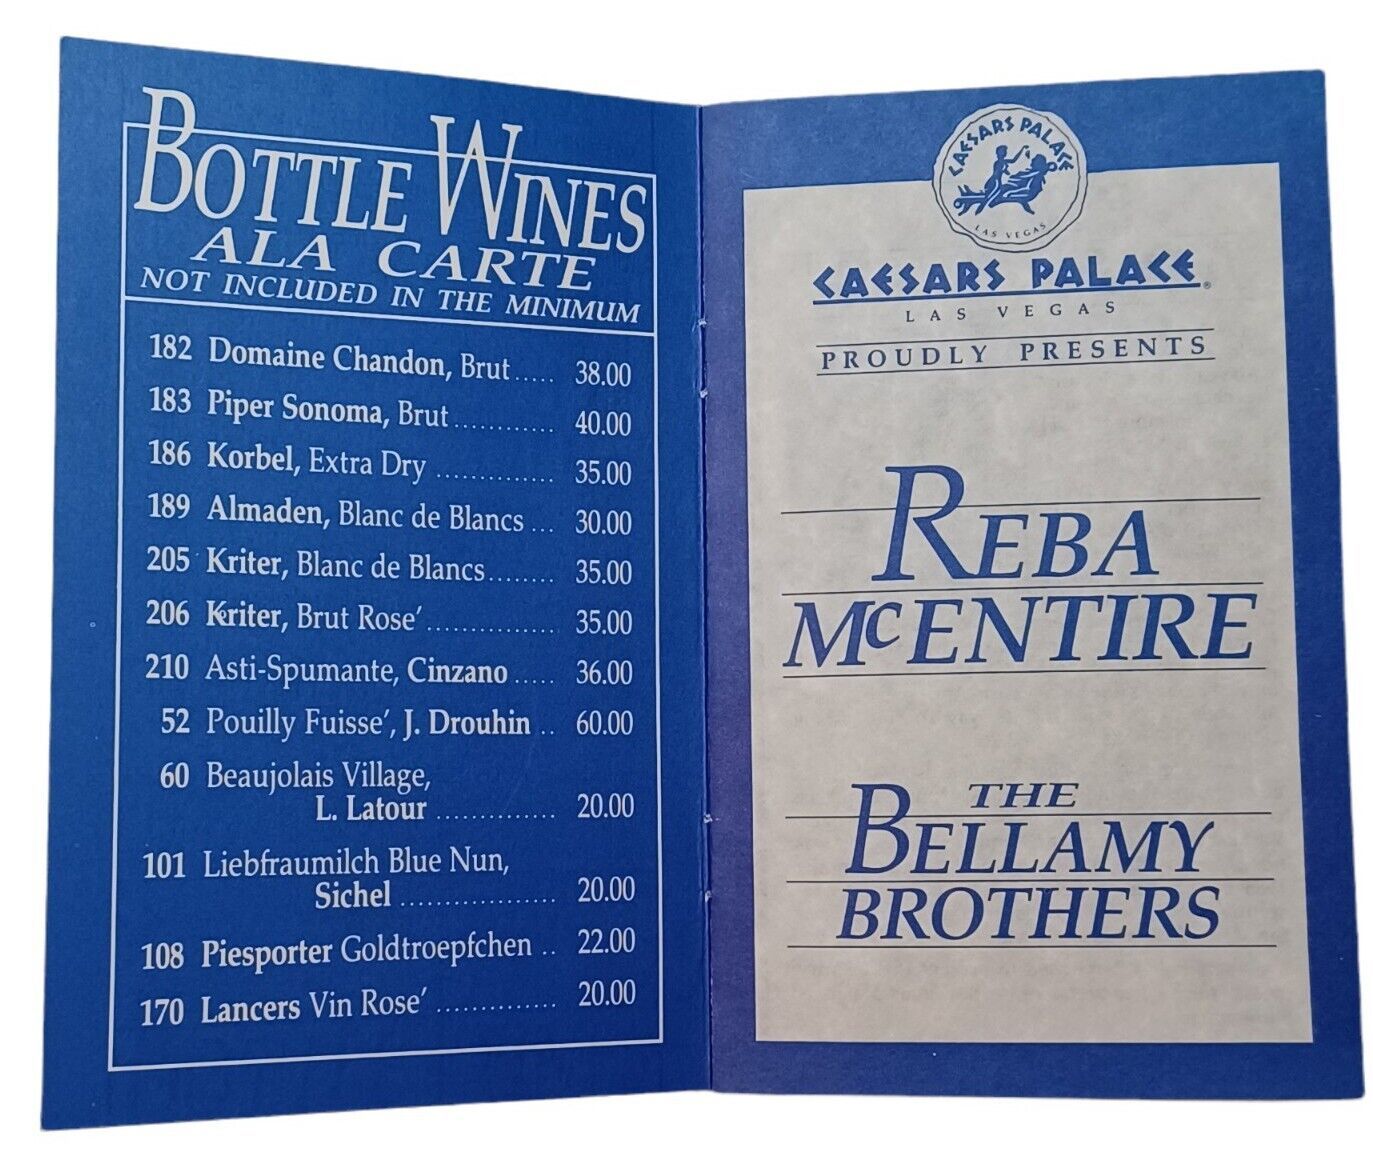 BOTTLE WINES
ALA CARTE
NOT INCLUDED IN THE MINIMUM
182 Domaine Chandon, Brut ..... 38.00
183 Piper Sonoma, Brut ............ 40.00
186 Korbel, Extra Dry .............. 35.00
189 Almaden, Blanc de Blancs ... 30.00
205 Kriter, Blanc de Blancs........ 35.00
206 Kriter, Brut Rose' ............... 35.00
210 Asti-Spumante, Cinzano ..... 36.00
52 Pouilly Fuisse', J. Drouhin .. 60.00
60 Beaujolais Village,
L. Latour .............. 20.00
101 Liebfraumilch Blue Nun,
Sichel .................. 20.00
108 Piesporter Goldtroepfchen .. 22.00
170 Lancers Vin Rose' .............. 20.00
CAESARS PALACE
LAS VEGAS
CAESARS PALACE®
LAS VEGAS
PROUDLY PRESENTS
REBA
McENTIRE
THE
BELLAMY
BROTHERS